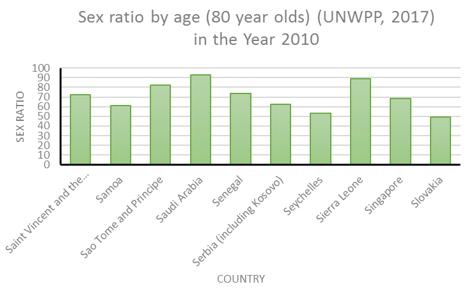 Sex ratio by age (80 year olds) (UNWPP, 2017)
in the Year 2010
SEX RATIO
100
90
80
70
60
50
40
30
20
10
0
Saint Vincent and the...
Samoa
Sao Tome and Principe
Saudi Arabia
Senegal
Serbia (including Kosovo)
Seychelles
Sierra Leone
Singapore
Slovakia
COUNTRY